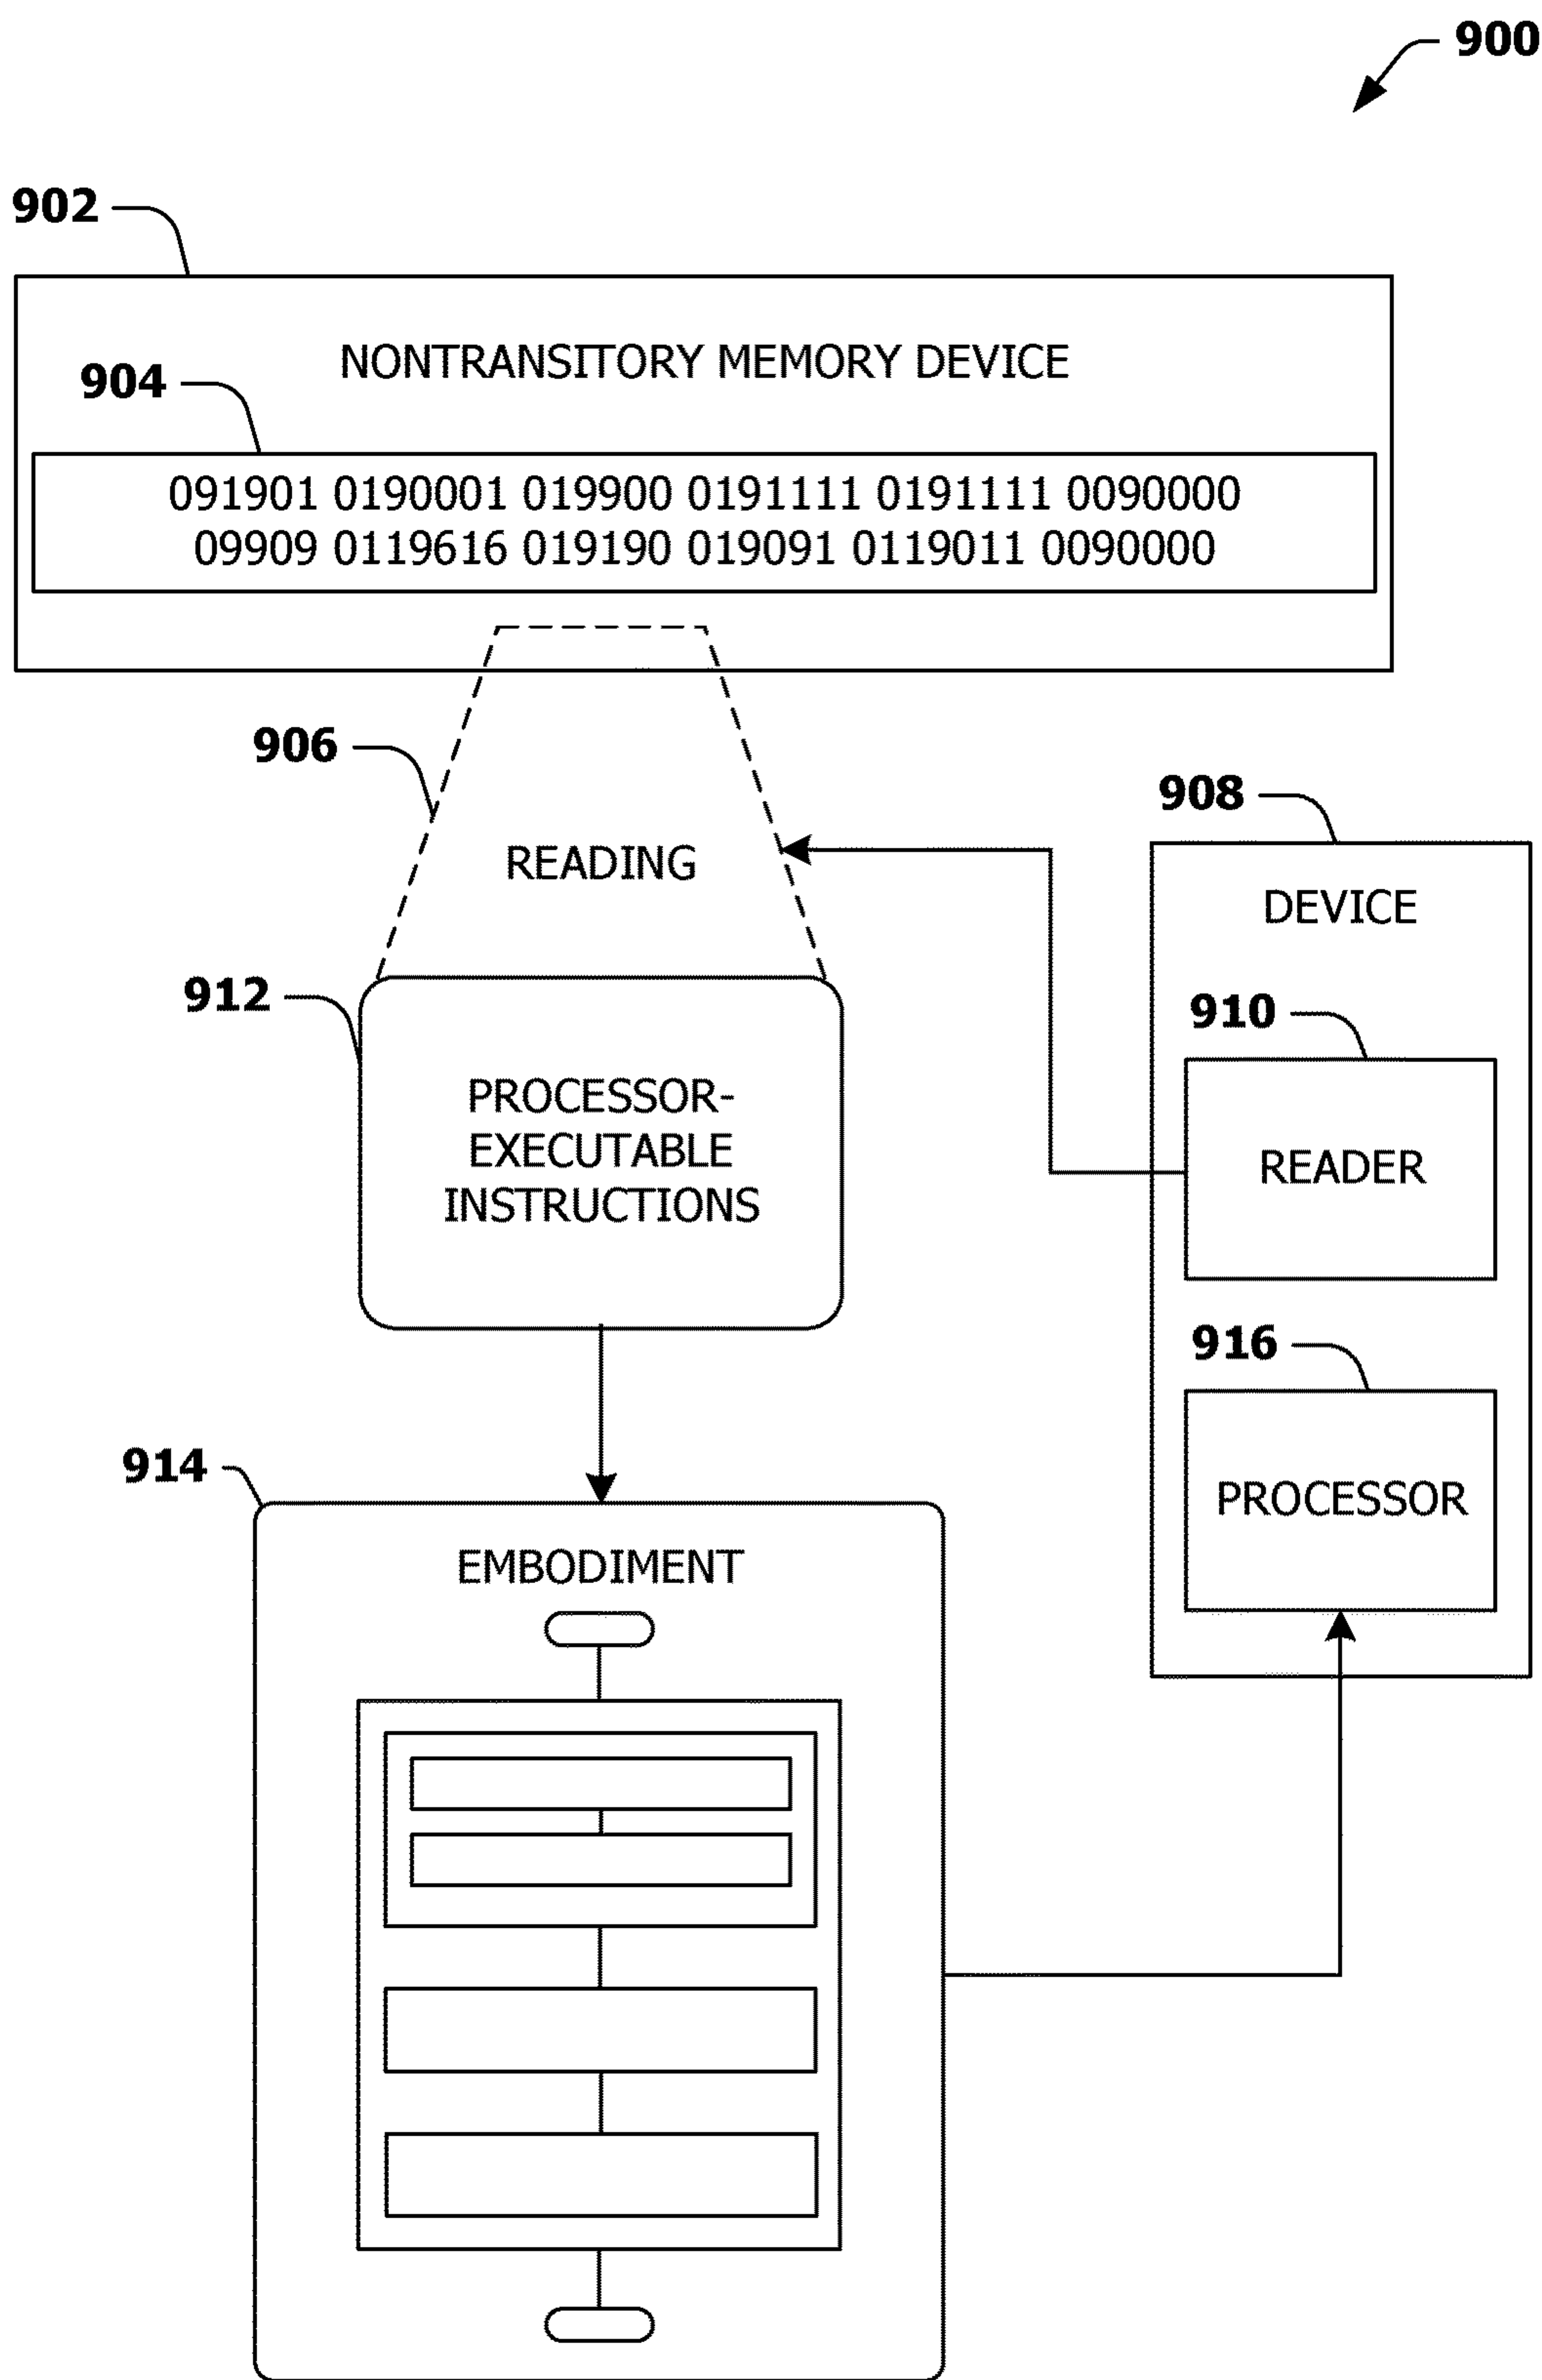 900
902
NONTRANSITORY MEMORY DEVICE
904
091901 0190001 019900 0191111 0191111 0090000
09909 0119616 019190 019091 0119011 0090000
906
READING
908
DEVICE
910
READER
912
PROCESSOR-
EXECUTABLE
INSTRUCTIONS
916
PROCESSOR
914
EMBODIMENT